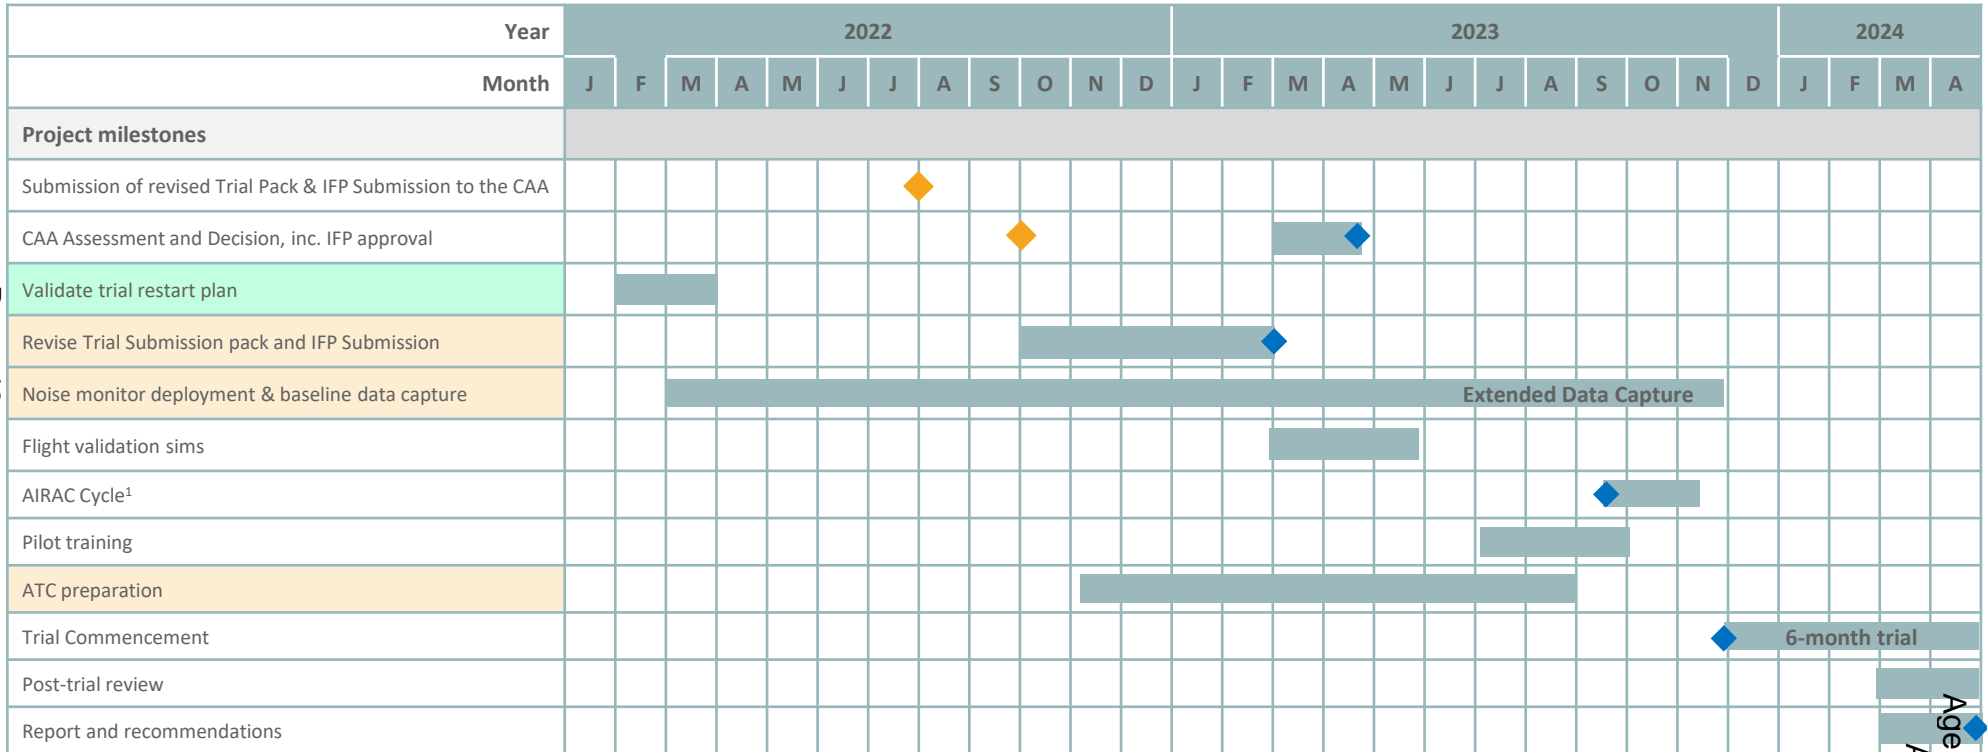 Year 2022 2023 2024
Month J F M A M J J A S O N D J F M A M J J A S O N D J F M A
Project milestones
Submission of revised Trial Pack & IFP Submission to the CAA
CAA Assessment and Decision, inc. IFP approval
Validate trial restart plan
Revise Trial Submission pack and IFP Submission
Noise monitor deployment & baseline data capture Extended Data Capture
Flight validation sims
AIRAC Cycle¹
Pilot training
ATC preparation
Trial Commencement 6-month trial
Post-trial review
Report and recommendations
Age